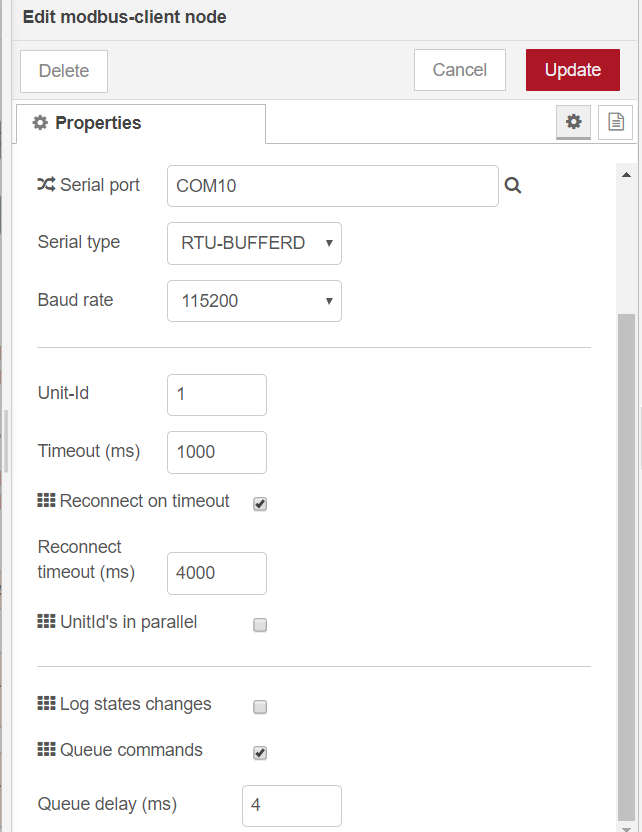 Edit modbus-client node
Delete
Cancel
Update
Properties
Serial port
COM10
Serial type
RTU-BUFFERD
Baud rate
115200
Unit-Id
1
Timeout (ms)
1000
Reconnect on timeout
Reconnect
timeout (ms)
4000
UnitId's in parallel
Log states changes
Queue commands
Queue delay (ms)
4